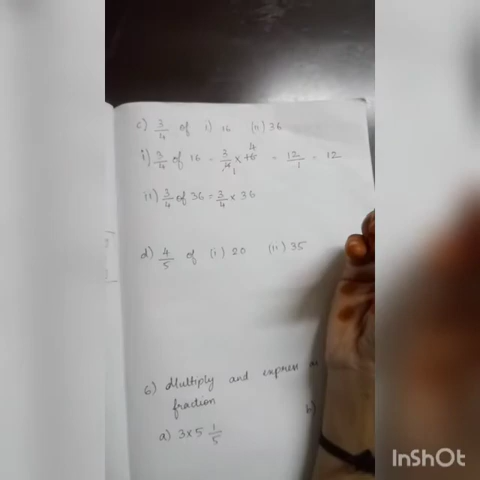 c) 3/4 of i) 16 (ii) 36
i) 3/4 of 16 = 3/4 1 × 16 4 = 12/1 = 12
ii) 3/4 of 36 = 3/4 × 36
d) 4/5 of (i) 20 (ii) 35
6) Multiply and express as
fraction
b)
a) 3×5 1/5
InShOt